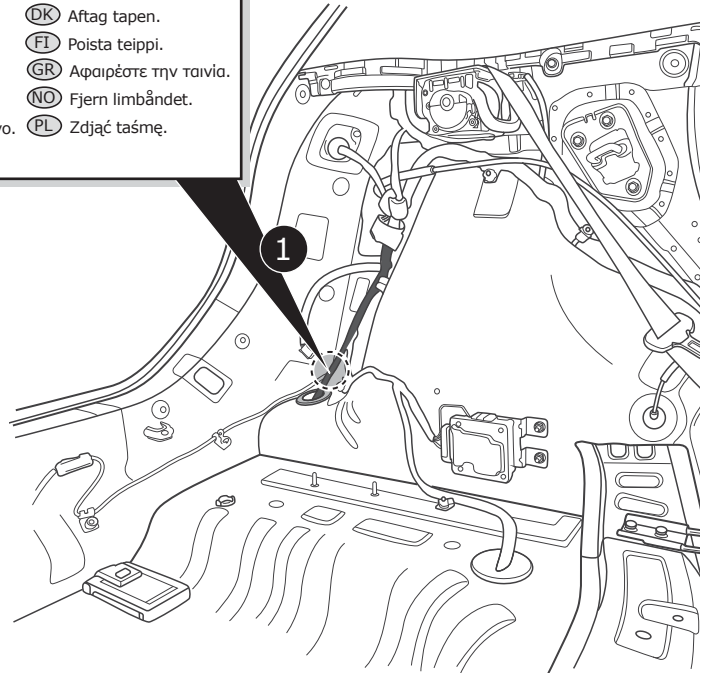 DK Aftag tapen.
FI Poista teippi.
GR Αφαιρέστε την ταινία.
NO Fjern limbåndet.
PL Zdjąć taśmę.
1